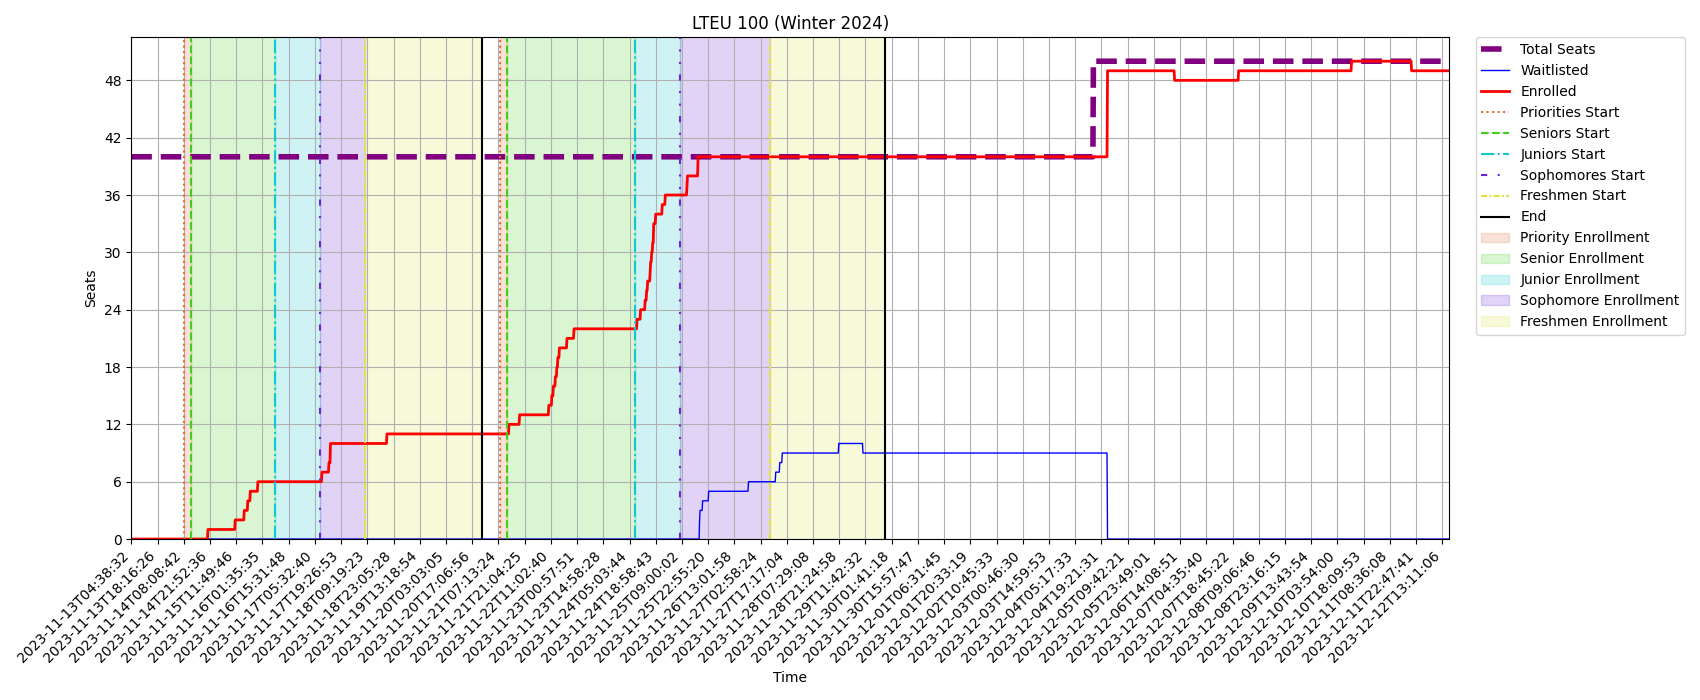 LTEU 100 (Winter 2024)
Seats
48
42
36
30
24
18
12
6
0
2023-11-13T04:38:32
2023-11-13T18:16:26
2023-11-14T08:08:42
2023-11-14T21:52:36
2023-11-15T11:49:46
2023-11-16T01:35:35
2023-11-16T15:31:48
2023-11-17T05:32:40
2023-11-17T19:26:53
2023-11-18T09:19:23
2023-11-18T23:05:28
2023-11-19T13:18:54
2023-11-20T03:03:05
2023-11-20T17:06:56
2023-11-21T07:13:24
2023-11-21T21:04:25
2023-11-22T11:02:40
2023-11-23T00:57:51
2023-11-23T14:58:28
2023-11-24T05:03:44
2023-11-24T18:58:43
2023-11-25T09:00:02
2023-11-25T22:55:20
2023-11-26T13:01:58
2023-11-27T02:58:24
2023-11-27T17:17:04
2023-11-28T07:29:08
2023-11-28T21:24:58
2023-11-29T11:42:32
2023-11-30T01:41:19
2023-11-30T15:57:47
2023-12-01T06:31:45
2023-12-01T20:33:19
2023-12-02T10:45:33
2023-12-03T00:46:30
2023-12-03T14:59:53
2023-12-04T05:17:33
2023-12-04T19:21:31
2023-12-05T09:42:21
2023-12-05T23:49:01
2023-12-06T14:08:51
2023-12-07T04:35:40
2023-12-07T18:45:22
2023-12-08T09:06:46
2023-12-08T23:16:15
2023-12-09T13:43:54
2023-12-10T03:54:00
2023-12-10T18:09:53
2023-12-11T08:36:08
2023-12-11T22:47:41
2023-12-12T13:11:06
Time
Total Seats
Waitlisted
Enrolled
Priorities Start
Seniors Start
Juniors Start
Sophomores Start
Freshmen Start
End
Priority Enrollment
Senior Enrollment
Junior Enrollment
Sophomore Enrollment
Freshmen Enrollment